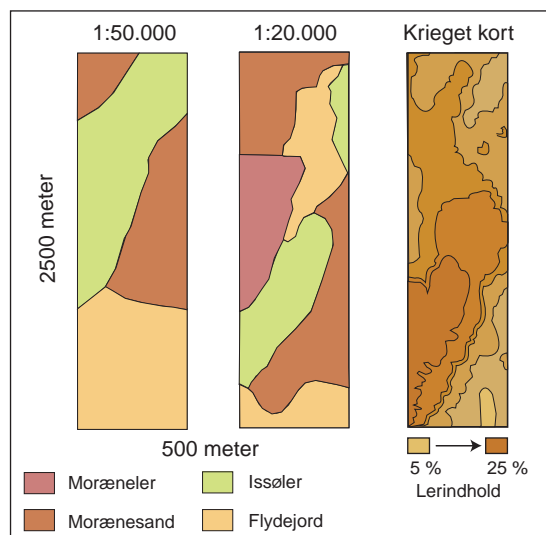 1:50.000
1:20.000
Krieget kort
2500 meter
500 meter
5 %
25 %
Lerindhold
Moræneler
Issøler
Morænesand
Flydejord